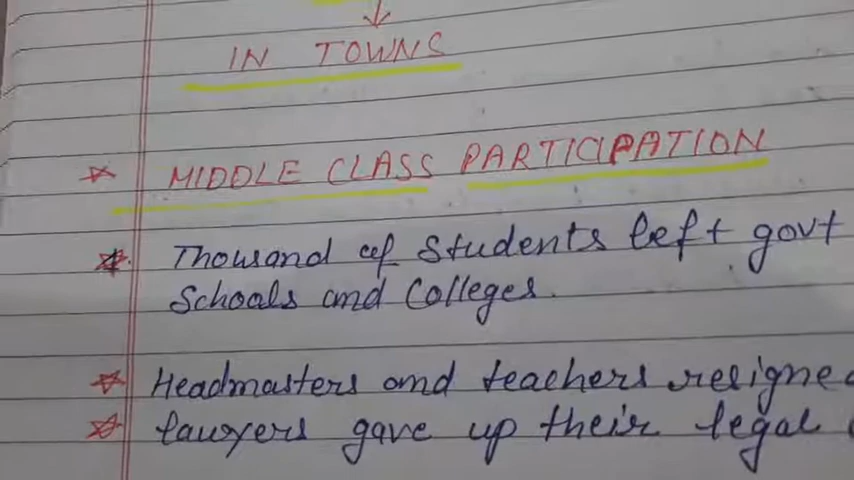 IN TOWNS
MIDDLE CLASS PARTICIPATION
Thousand of students left govt
Schools and Colleges.
Headmasters and teachers resigned
lawyers gave up their legal